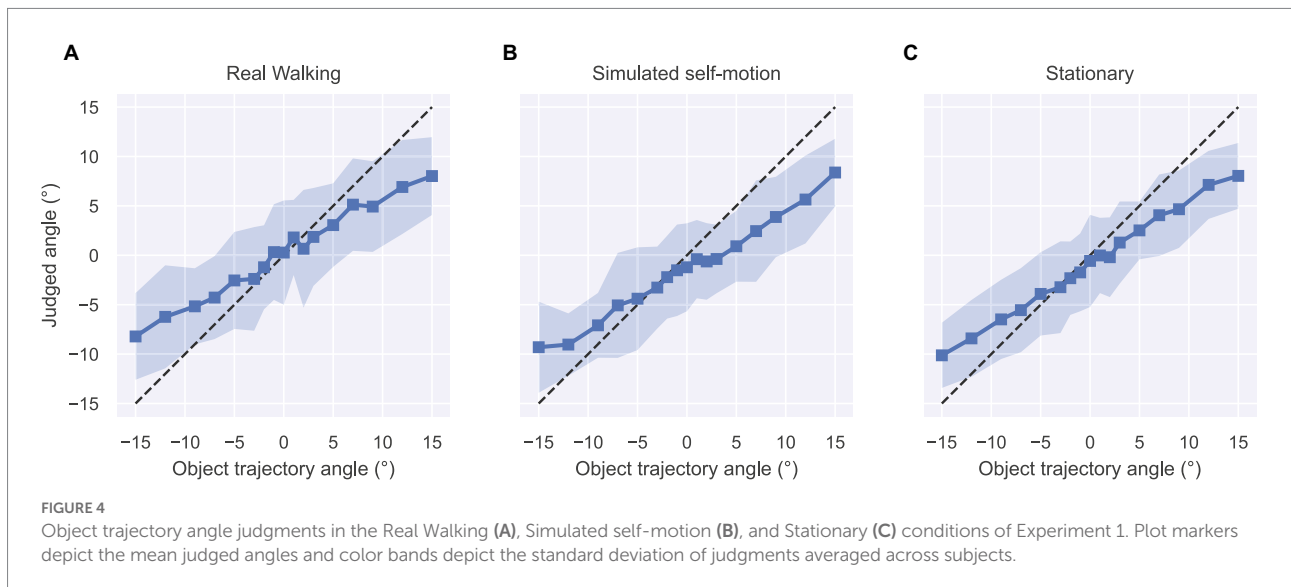 A
B
C
Real Walking
Simulated self-motion
Stationary
Judged angle (°)
15
10
5
0
−5
−10
−15
−15 −10 −5 0 5 10 15
−15 −10 −5 0 5 10 15
−15 −10 −5 0 5 10 15
Object trajectory angle (°)
Object trajectory angle (°)
Object trajectory angle (°)
FIGURE 4
Object trajectory angle judgments in the Real Walking (A), Simulated self-motion (B), and Stationary (C) conditions of Experiment 1. Plot markers
depict the mean judged angles and color bands depict the standard deviation of judgments averaged across subjects.